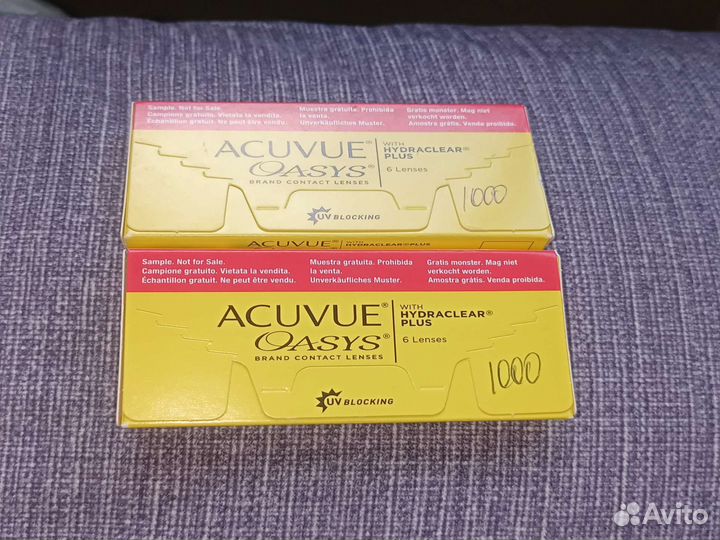 Sample. Not for Sale.
Campione gratuito. Vietata la vendita.
Échantillon gratuit. Ne peut être vendu.
Muestra gratuita. Prohibida
la venta.
Unverkäufliches Muster.
Gratis monster. Mag niet
verkocht worden.
Amostra grátis. Venda proibida.
ACUVUE®
OASYS®
BRAND CONTACT LENSES
WITH
HYDRACLEAR®
PLUS
6 Lenses
1000
UV BLOCKING
ACUVUE® WITH HYDRACLEAR® PLUS
Sample. Not for Sale.
Campione gratuito. Vietata la vendita.
Échantillon gratuit. Ne peut être vendu.
Muestra gratuita. Prohibida
la venta.
Unverkäufliches Muster.
Gratis monster. Mag niet
verkocht worden.
Amostra grátis. Venda proibida.
ACUVUE®
OASYS®
BRAND CONTACT LENSES
WITH
HYDRACLEAR®
PLUS
6 Lenses
1000
UV BLOCKING
Avito